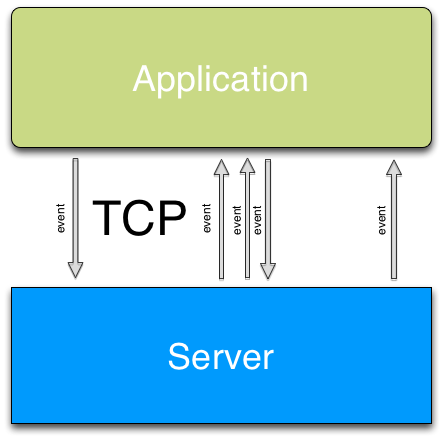 Application
event
TCP
event
event
event
event
Server